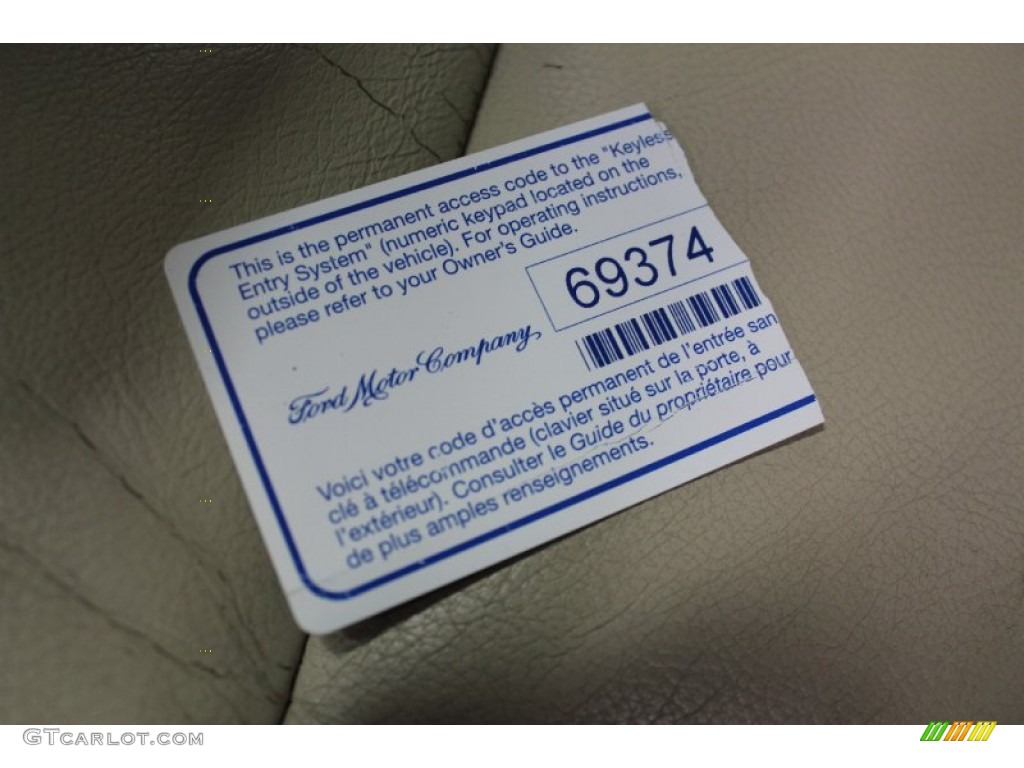 This is the permanent access code to the "Keyless
Entry System" (numeric keypad located on the
outside of the vehicle). For operating instructions,
please refer to your Owner's Guide.
69374
Ford Motor Company
Voici votre code d'accès permanent de l'entrée san
clé à télécommande (clavier situé sur la porte, à
l'extérieur). Consulter le Guide du propriétaire pour
de plus amples renseignements.
GTCARLOT.COM